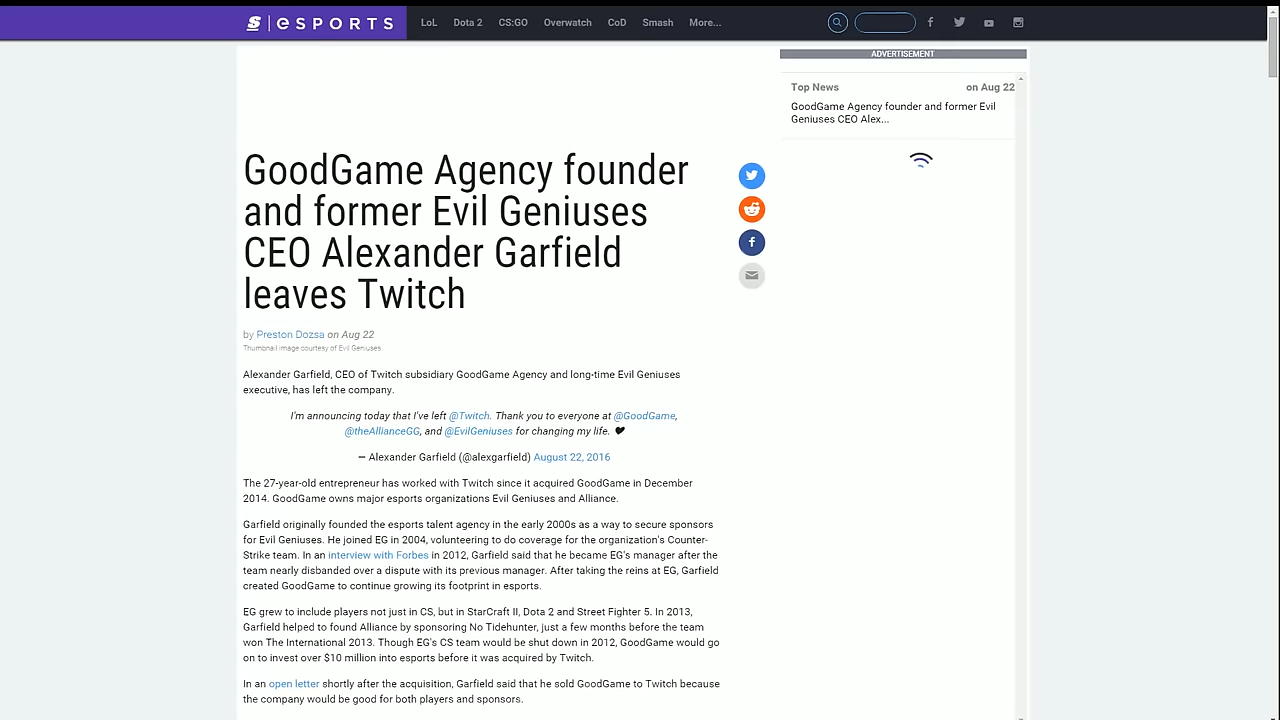 eSPORTS
LoL Dota 2 CS:GO Overwatch CoD Smash More...
ADVERTISEMENT
Top News on Aug 22
GoodGame Agency founder and former Evil
Geniuses CEO Alex...
GoodGame Agency founder
and former Evil Geniuses
CEO Alexander Garfield
leaves Twitch
by Preston Dozsa on Aug 22
Thumbnail image courtesy of Evil Geniuses
Alexander Garfield, CEO of Twitch subsidiary GoodGame Agency and long-time Evil Geniuses
executive, has left the company.
I'm announcing today that I've left @Twitch. Thank you to everyone at @GoodGame,
@theAllianceGG, and @EvilGeniuses for changing my life. ♥
— Alexander Garfield (@alexgarfield) August 22, 2016
The 27-year-old entrepreneur has worked with Twitch since it acquired GoodGame in December
2014. GoodGame owns major esports organizations Evil Geniuses and Alliance.
Garfield originally founded the esports talent agency in the early 2000s as a way to secure sponsors
for Evil Geniuses. He joined EG in 2004, volunteering to do coverage for the organization's Counter-
Strike team. In an interview with Forbes in 2012, Garfield said that he became EG's manager after the
team nearly disbanded over a dispute with its previous manager. After taking the reins at EG, Garfield
created GoodGame to continue growing its footprint in esports.
EG grew to include players not just in CS, but in StarCraft II, Dota 2 and Street Fighter 5. In 2013,
Garfield helped to found Alliance by sponsoring No Tidehunter, just a few months before the team
won The International 2013. Though EG's CS team would be shut down in 2012, GoodGame would go
on to invest over $10 million into esports before it was acquired by Twitch.
In an open letter shortly after the acquisition, Garfield said that he sold GoodGame to Twitch because
the company would be good for both players and sponsors.